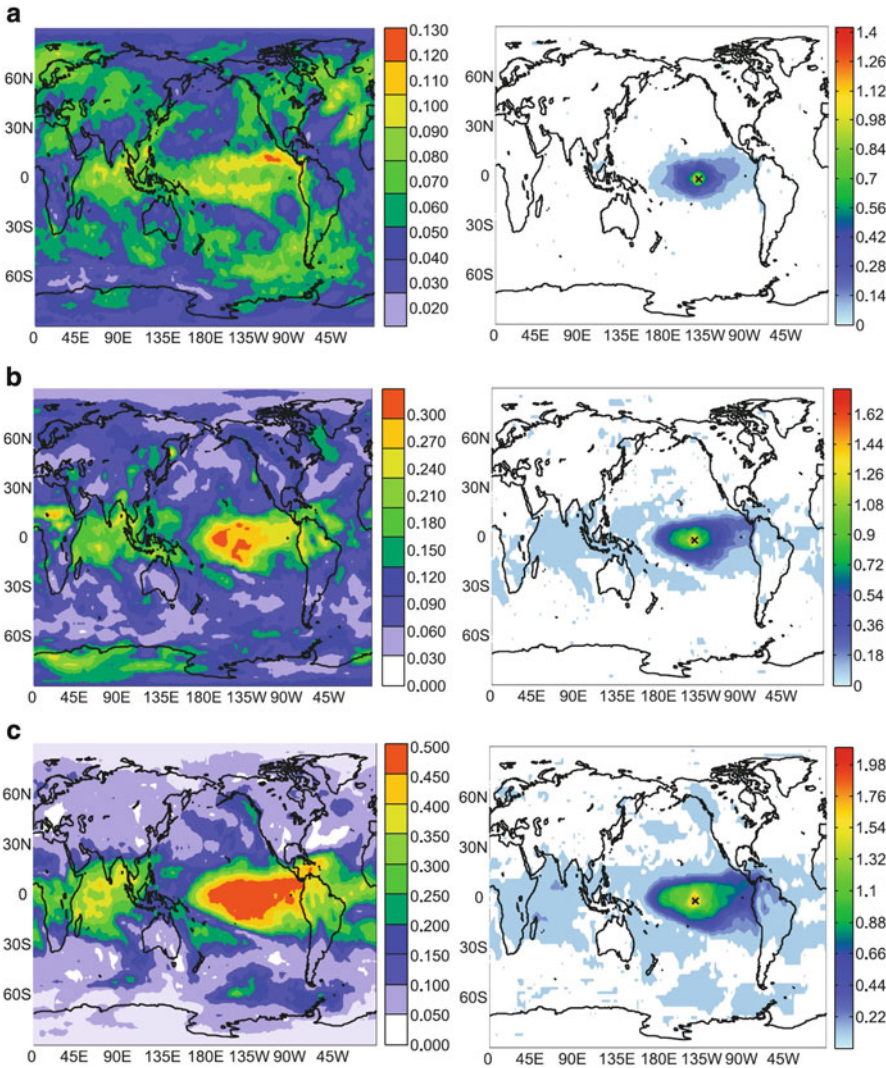 a
60N
30N
0
30S
60S
0 45E 90E 135E 180E 135W 90W 45W
0.130
0.110
0.100
0.090
0.080
0.070
0.060
0.050
0.040
0.030
0.020
60N
30N
0
30S
60S
0 45E 90E 135E 180E 135W 90W 45W
1.4
1.26
1.12
0.98
0.84
0.7
0.56
0.42
0.28
0.14
0
b
60N
30N
0
30S
60S
0 45E 90E 135E 180E 135W 90W 45W
0.300
0.270
0.240
0.210
0.180
0.150
0.120
0.090
0.060
0.030
0.000
60N
30N
0
30S
60S
0 45E 90E 135E 180E 135W 90W 45W
1.62
1.44
1.26
1.08
0.9
0.72
0.54
0.36
0.18
0
c
60N
30N
0
30S
60S
0 45E 90E 135E 180E 135W 90W 45W
0.500
0.450
0.400
0.350
0.300
0.250
0.200
0.150
0.100
0.050
0.000
60N
30N
0
30S
60S
0 45E 90E 135E 180E 135W 90W 45W
1.98
1.76
1.54
1.32
1.1
0.88
0.66
0.44
0.22